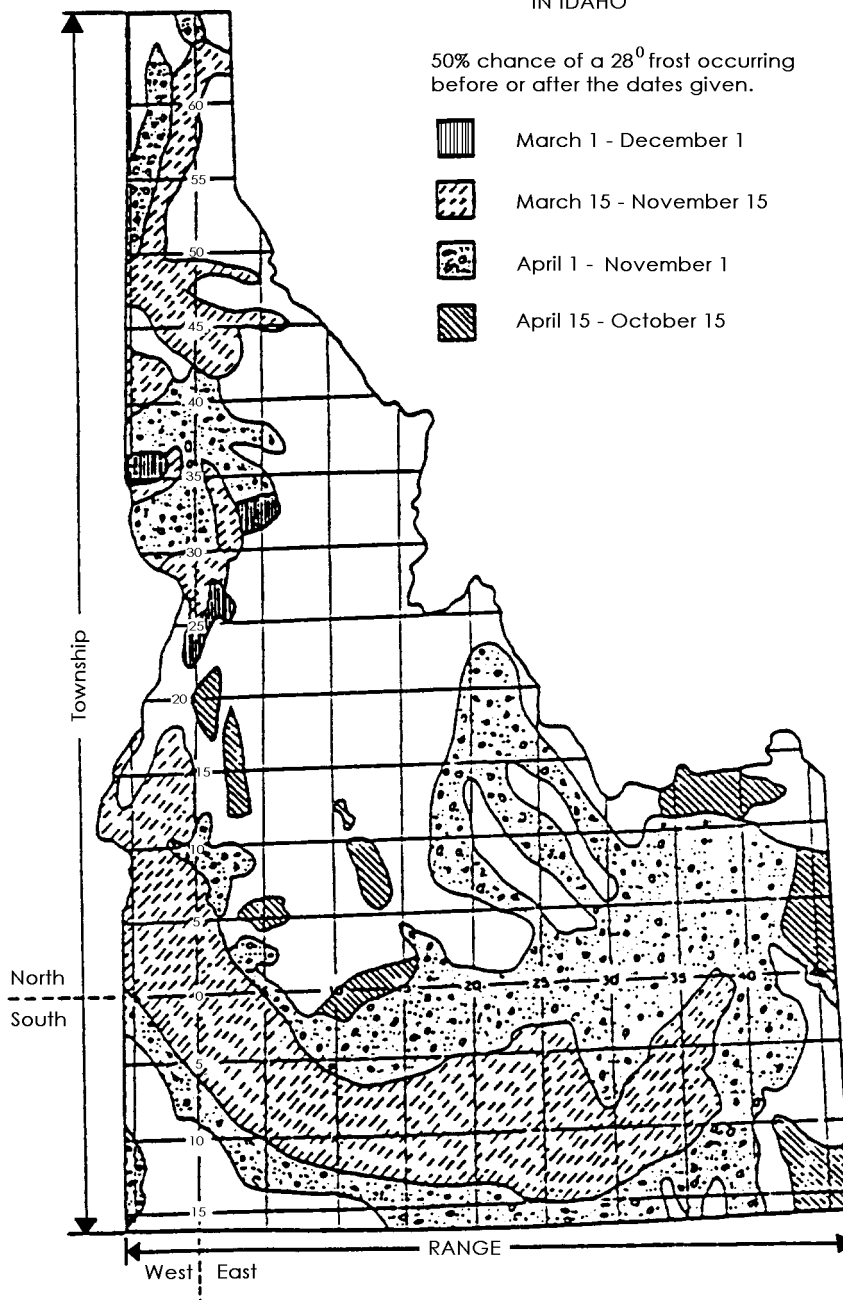 IN IDAHO
50% chance of a 28⁰ frost occurring
before or after the dates given.
March 1 - December 1
March 15 - November 15
April 1 - November 1
April 15 - October 15
60
55
50
45
40
35
30
25
20
15
10
5
Township
North
South
0
20
25
30
35
40
5
10
15
RANGE
West
East